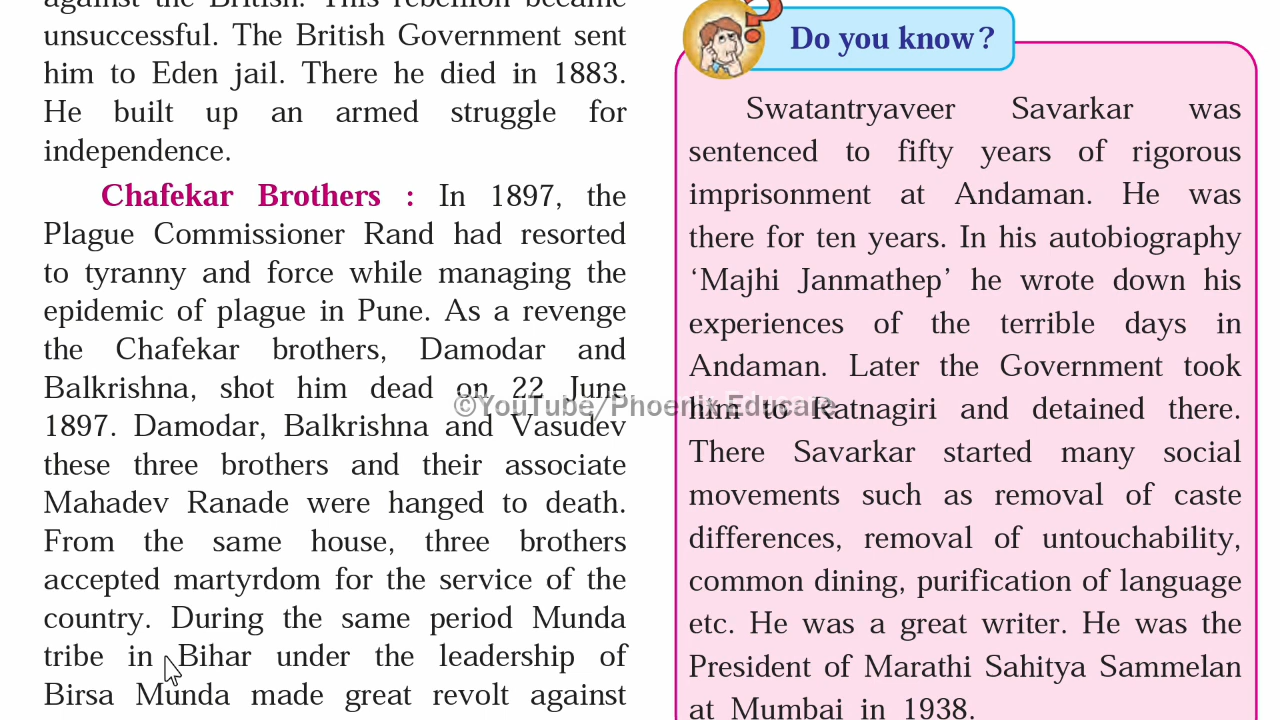 against the British. This rebellion became
unsuccessful. The British Government sent
him to Eden jail. There he died in 1883.
He built up an armed struggle for
independence.
Chafekar Brothers : In 1897, the
Plague Commissioner Rand had resorted
to tyranny and force while managing the
epidemic of plague in Pune. As a revenge
the Chafekar brothers, Damodar and
Balkrishna, shot him dead on 22 June
1897. Damodar, Balkrishna and Vasudev
these three brothers and their associate
Mahadev Ranade were hanged to death.
From the same house, three brothers
accepted martyrdom for the service of the
country. During the same period Munda
tribe in Bihar under the leadership of
Birsa Munda made great revolt against
?
Do you know?
Swatantryaveer Savarkar was
sentenced to fifty years of rigorous
imprisonment at Andaman. He was
there for ten years. In his autobiography
‘Majhi Janmathep’ he wrote down his
experiences of the terrible days in
Andaman. Later the Government took
him to Ratnagiri and detained there.
There Savarkar started many social
movements such as removal of caste
differences, removal of untouchability,
common dining, purification of language
etc. He was a great writer. He was the
President of Marathi Sahitya Sammelan
at Mumbai in 1938.
©YouTube/Phoenix Educare